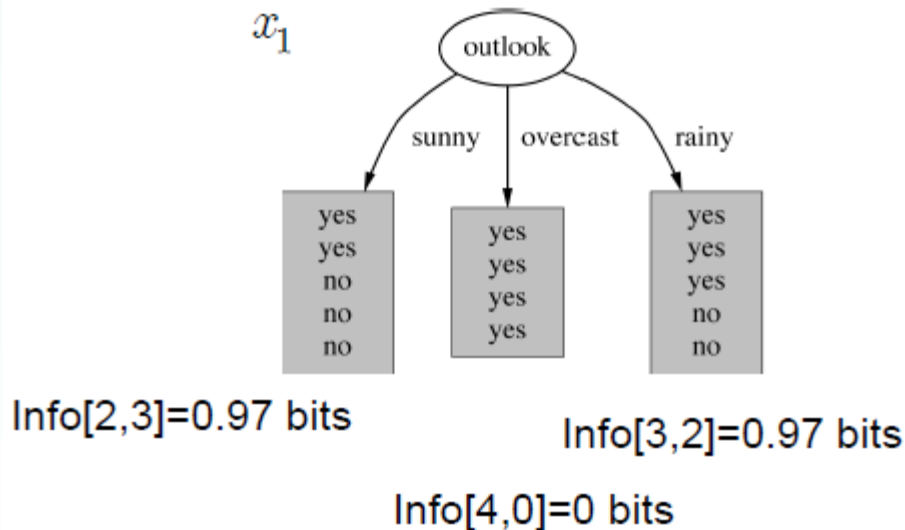 x1
outlook
sunny
overcast
rainy
yes
yes
no
no
no
yes
yes
yes
yes
yes
yes
yes
no
no
Info[2,3]=0.97 bits
Info[3,2]=0.97 bits
Info[4,0]=0 bits